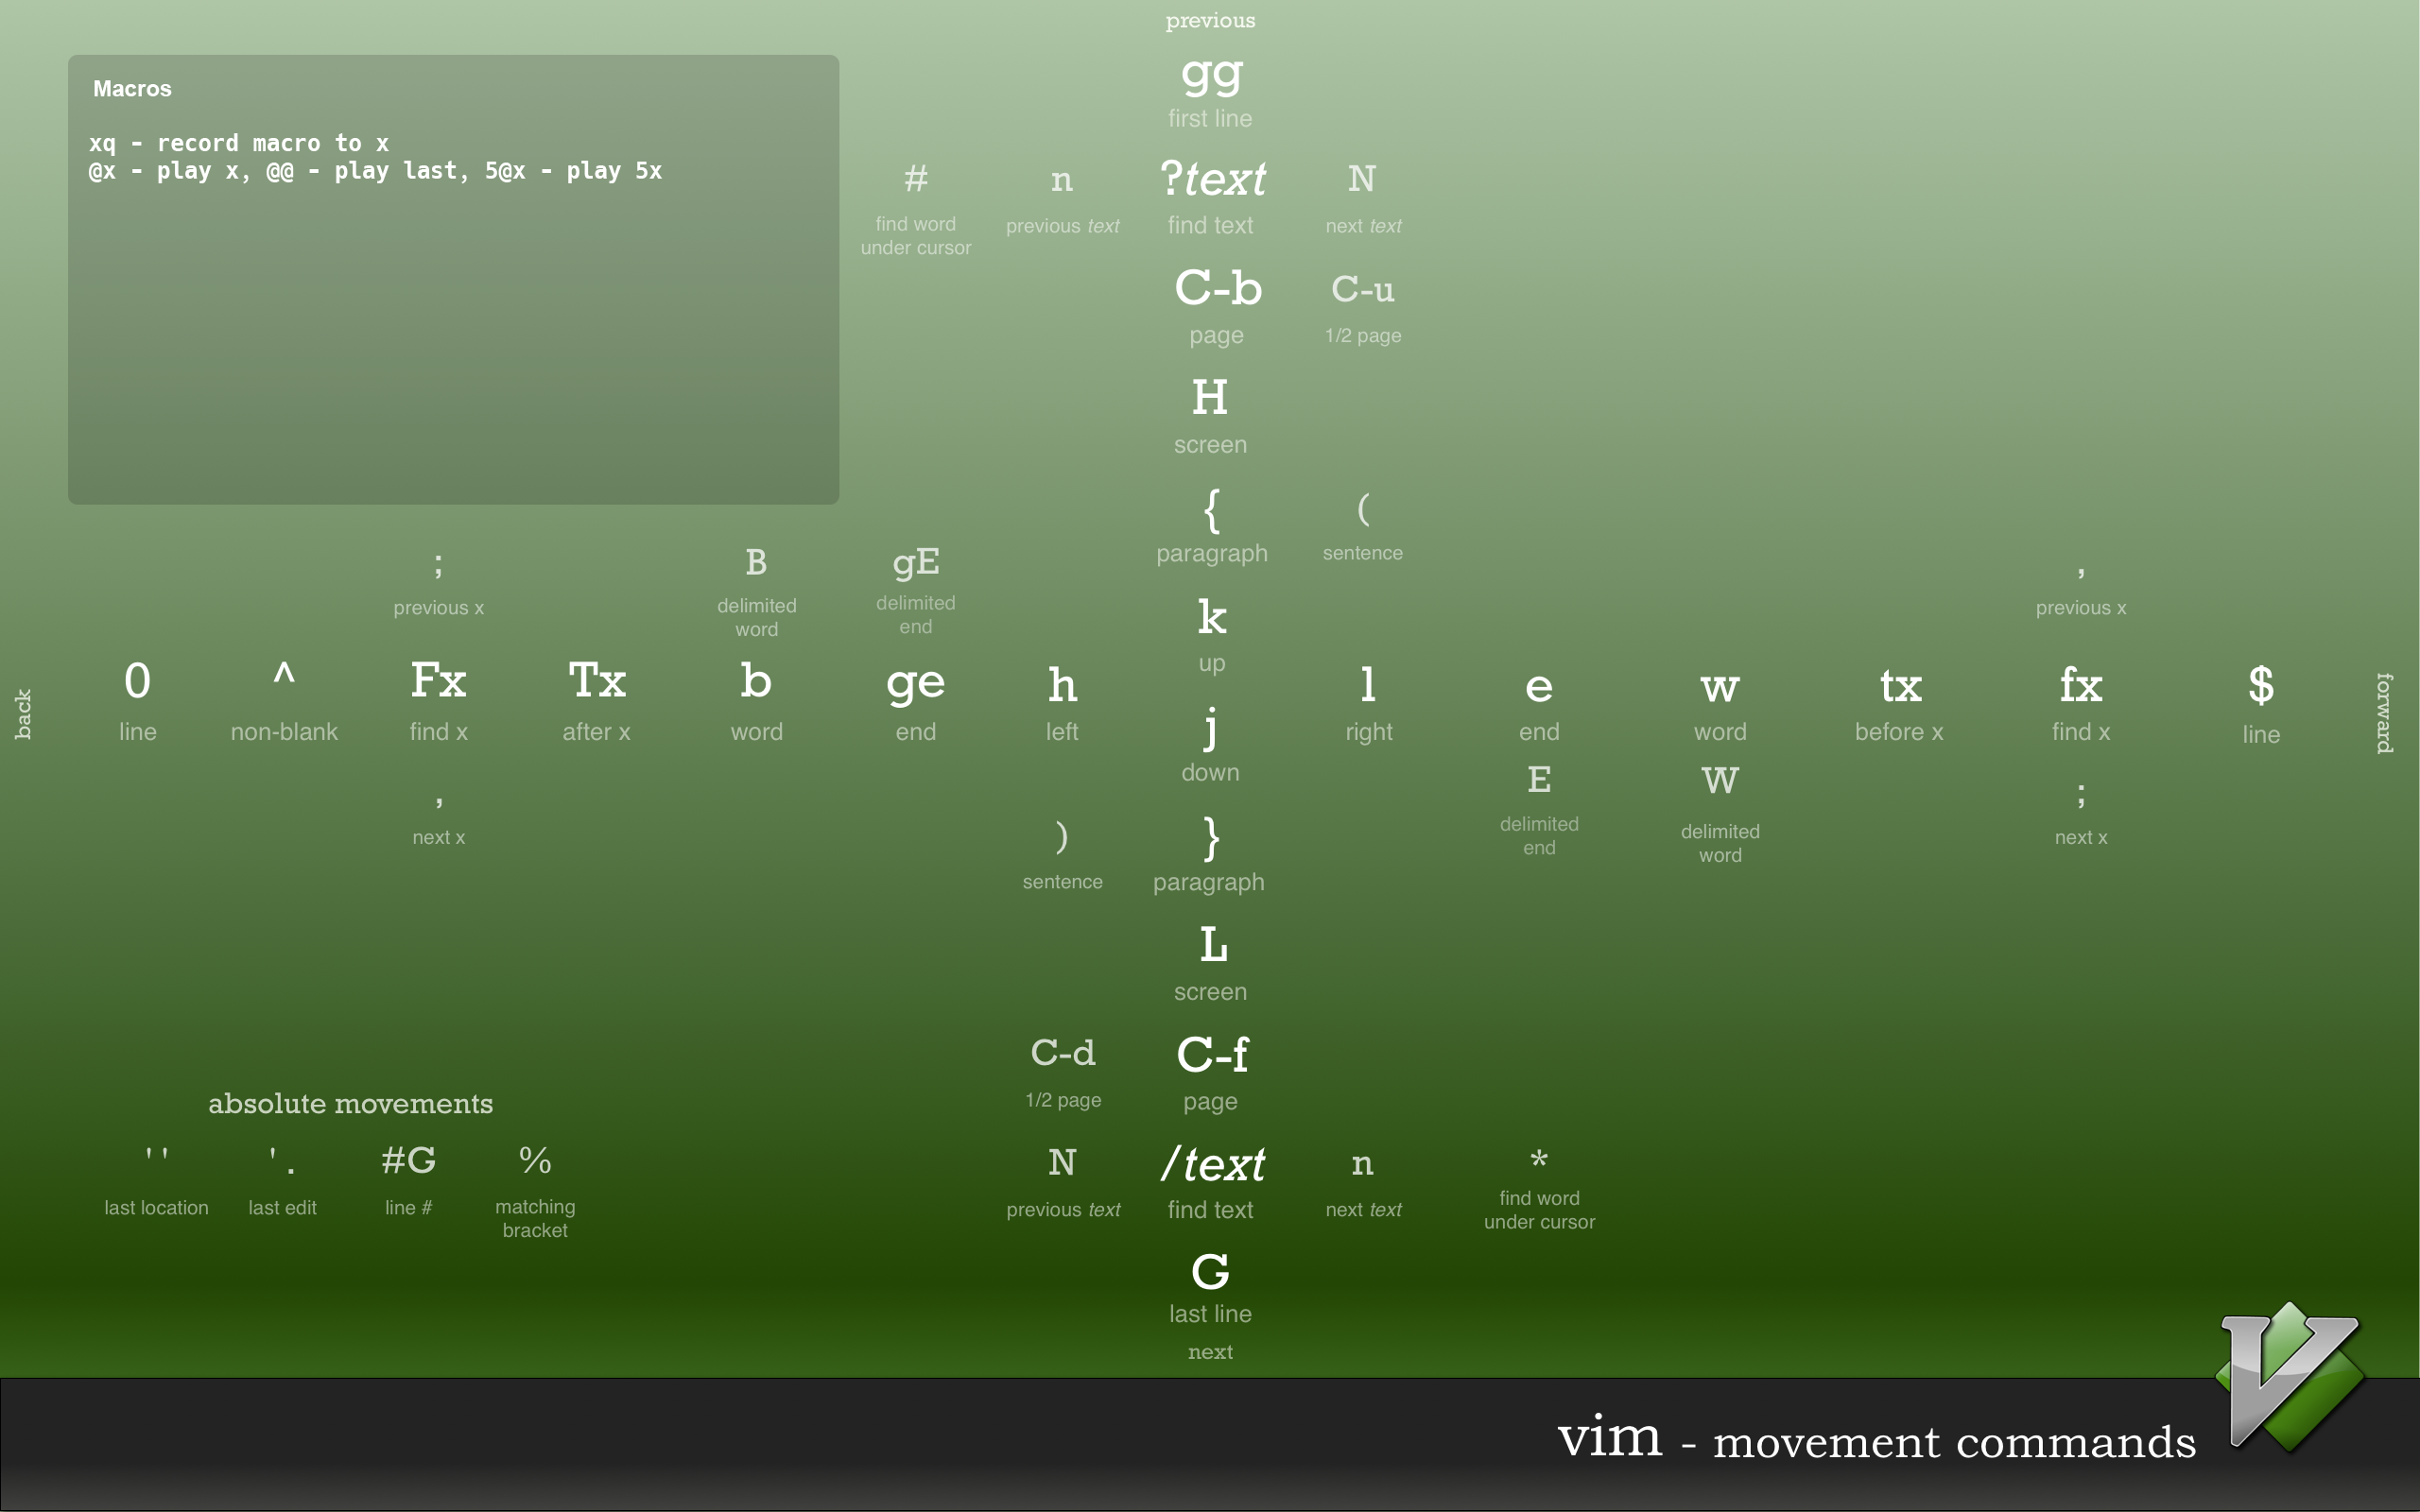 previous
Macros
xq - record macro to x
@x - play x, @@ - play last, 5@x - play 5x
gg
first line
# n ?text N
find word previous text find text next text
under cursor
C-b C-u
page 1/2 page
H
screen
{ (
paragraph sentence
; B gE ,
previous x delimited delimited previous x
word end
k
up
back 0 ^ Fx Tx b ge h l e w tx fx $ forward
line non-blank find x after x word end left right end word before x find x line
j
down
, E W ;
next x delimited delimited next x
end word
) }
sentence paragraph
L
screen
C-d C-f
1/2 page page
absolute movements
'' '. #G %
last location last edit line # matching
bracket
N /text n *
previous text find text next text find word
under cursor
G
last line
next
vim - movement commands